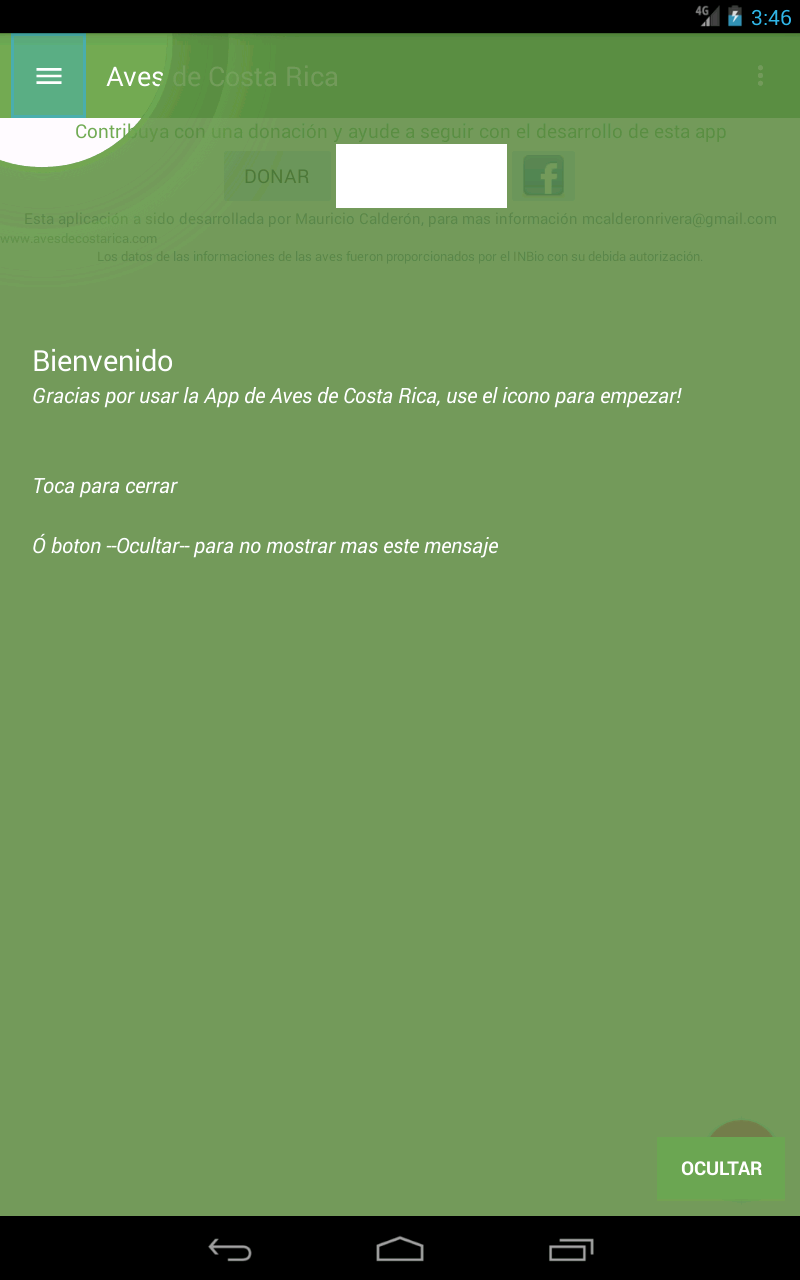 4G 3:46
Aves de Costa Rica
Contribuya con una donación y ayude a seguir con el desarrollo de esta app
DONAR
Esta aplicación a sido desarrollada por Mauricio Calderón, para mas información mcalderonrivera@gmail.com
www.avesdecostarica.com
Los datos de las informaciones de las aves fueron proporcionados por el INBio con su debida autorización.
Bienvenido
Gracias por usar la App de Aves de Costa Rica, use el icono para empezar!
Toca para cerrar
Ó boton --Ocultar-- para no mostrar mas este mensaje
OCULTAR